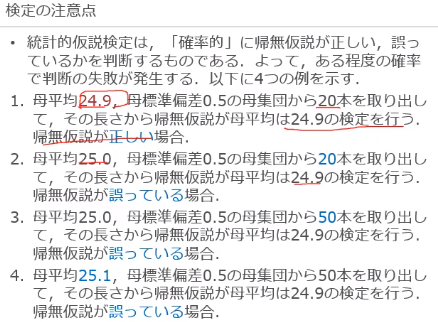 検定の注意点
• 統計的仮説検定は，「確率的」に帰無仮説が正しい，誤っ
ているかを判断するものである．よって，ある程度の確率
で判断の失敗が発生する．以下に4つの例を示す．
1. 母平均24.9，母標準偏差0.5の母集団から20本を取り出し
て，その長さから帰無仮説が母平均は24.9の検定を行う．
帰無仮説が正しい場合．
2. 母平均25.0，母標準偏差0.5の母集団から20本を取り出し
て，その長さから帰無仮説が母平均は24.9の検定を行う．
帰無仮説が誤っている場合．
3. 母平均25.0，母標準偏差0.5の母集団から50本を取り出し
て，その長さから帰無仮説が母平均は24.9の検定を行う．
帰無仮説が誤っている場合．
4. 母平均25.1，母標準偏差0.5の母集団から50本を取り出し
て，その長さから帰無仮説が母平均は24.9の検定を行う．
帰無仮説が誤っている場合．